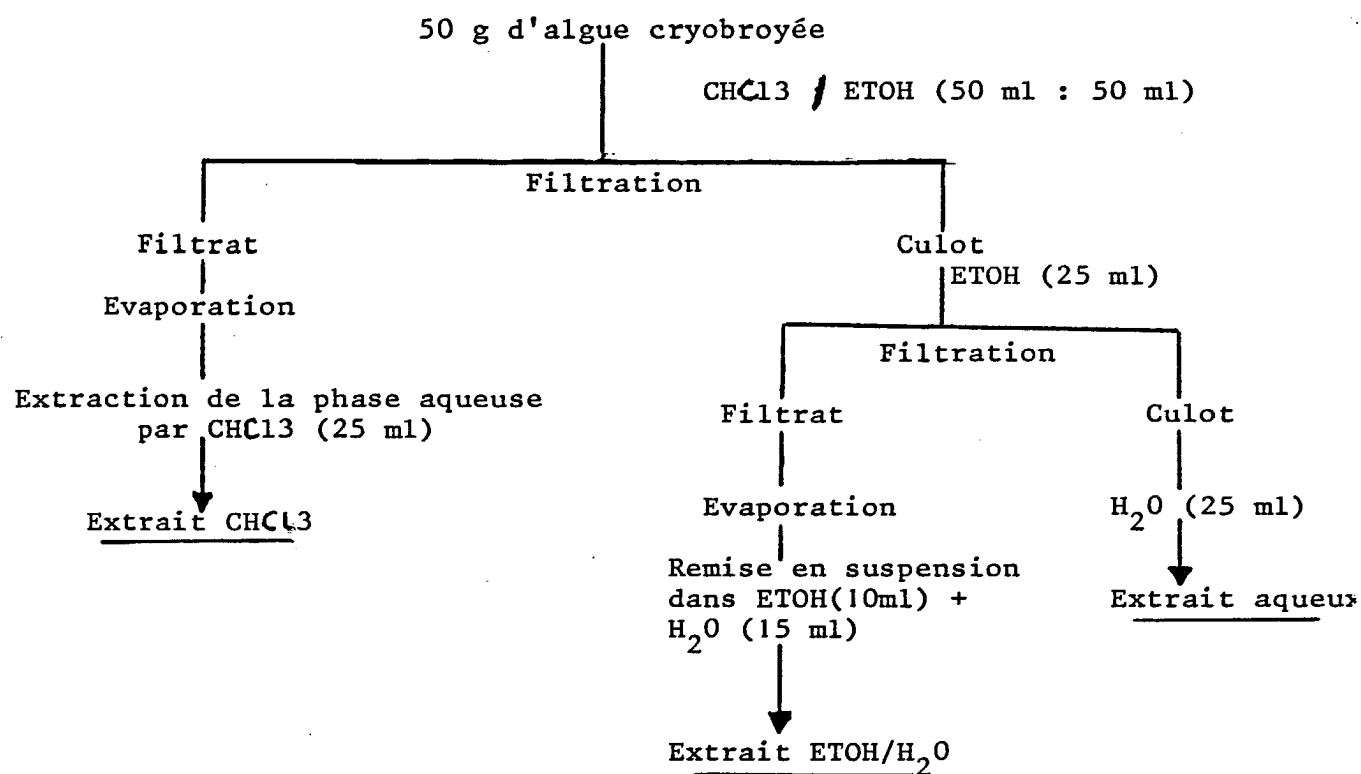 50 g d'algue cryobroyée
CHCl3 / ETOH (50 ml : 50 ml)
Filtration
Filtrat
Evaporation
Extraction de la phase aqueuse
par CHCl3 (25 ml)
Extrait CHCl3
Culot
ETOH (25 ml)
Filtration
Filtrat
Evaporation
Remise en suspension
dans ETOH(10ml) +
H₂O (15 ml)
Extrait ETOH/H₂O
Culot
H₂O (25 ml)
Extrait aqueux